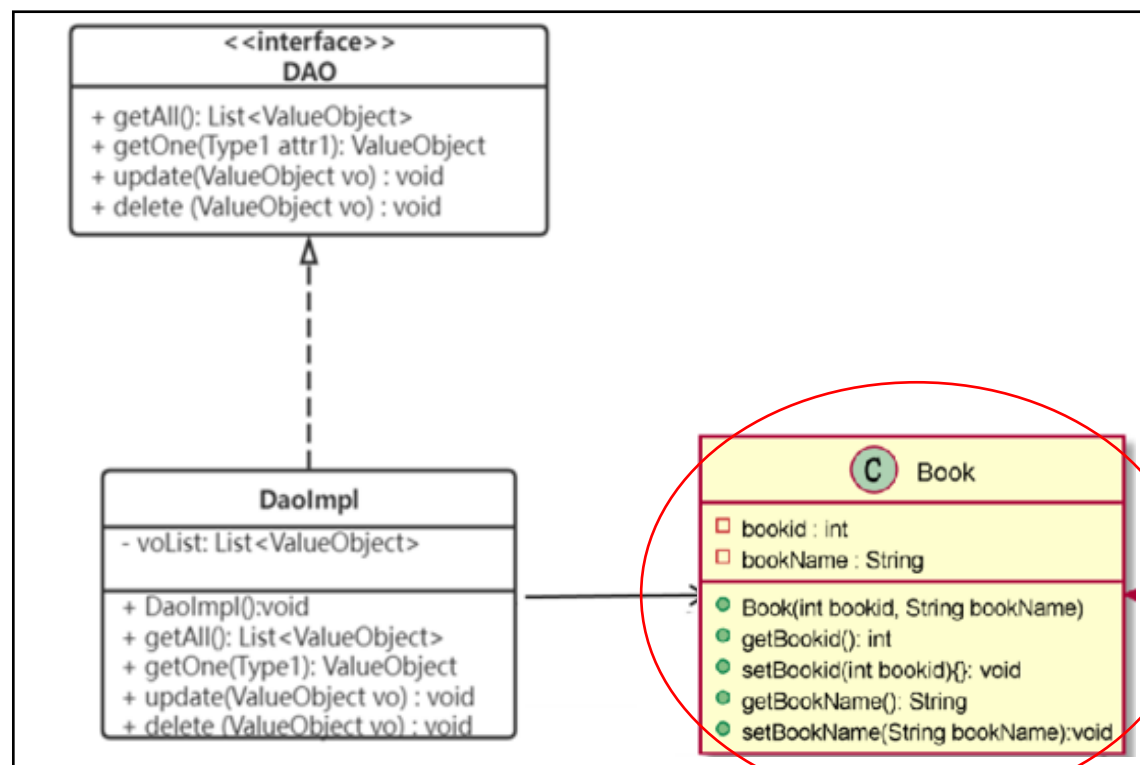 <<interface>>
DAO
+ getAll(): List<ValueObject>
+ getOne(Type1 attr1): ValueObject
+ update(ValueObject vo) : void
+ delete (ValueObject vo) : void
DaoImpl
- voList: List<ValueObject>
+ DaoImpl():void
+ getAll(): List<ValueObject>
+ getOne(Type1): ValueObject
+ update(ValueObject vo) : void
+ delete (ValueObject vo) : void
C Book
bookid : int
bookName : String
Book(int bookid, String bookName)
getBookid(): int
setBookid(int bookid){}: void
getBookName(): String
setBookName(String bookName):void